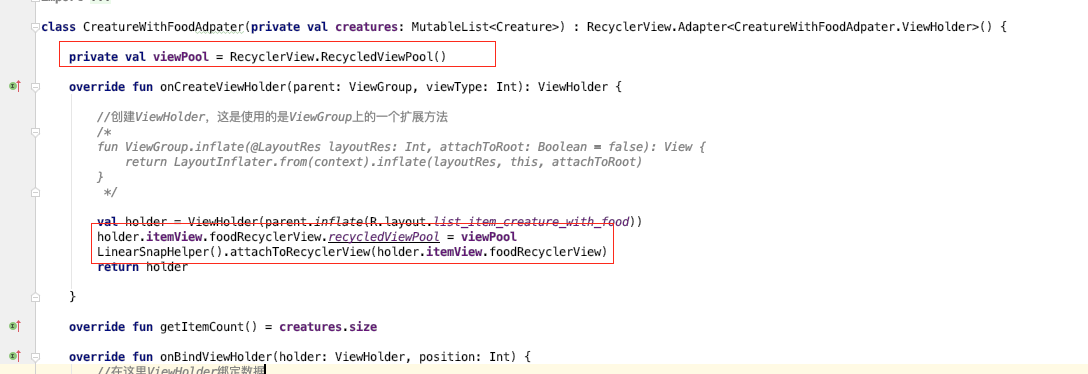 class CreatureWithFoodAdpater(private val creatures: MutableList<Creature>) : RecyclerView.Adapter<CreatureWithFoodAdpater.ViewHolder>() {
private val viewPool = RecyclerView.RecycledViewPool()
override fun onCreateViewHolder(parent: ViewGroup, viewType: Int): ViewHolder {
//创建ViewHolder，这是使用的是ViewGroup上的一个扩展方法
/*
fun ViewGroup.inflate(@LayoutRes layoutRes: Int, attachToRoot: Boolean = false): View {
return LayoutInflater.from(context).inflate(layoutRes, this, attachToRoot)
}
*/
val holder = ViewHolder(parent.inflate(R.layout.list_item_creature_with_food))
holder.itemView.foodRecyclerView.recycledViewPool = viewPool
LinearSnapHelper().attachToRecyclerView(holder.itemView.foodRecyclerView)
return holder
}
override fun getItemCount() = creatures.size
override fun onBindViewHolder(holder: ViewHolder, position: Int) {
//在这里ViewHolder绑定数据